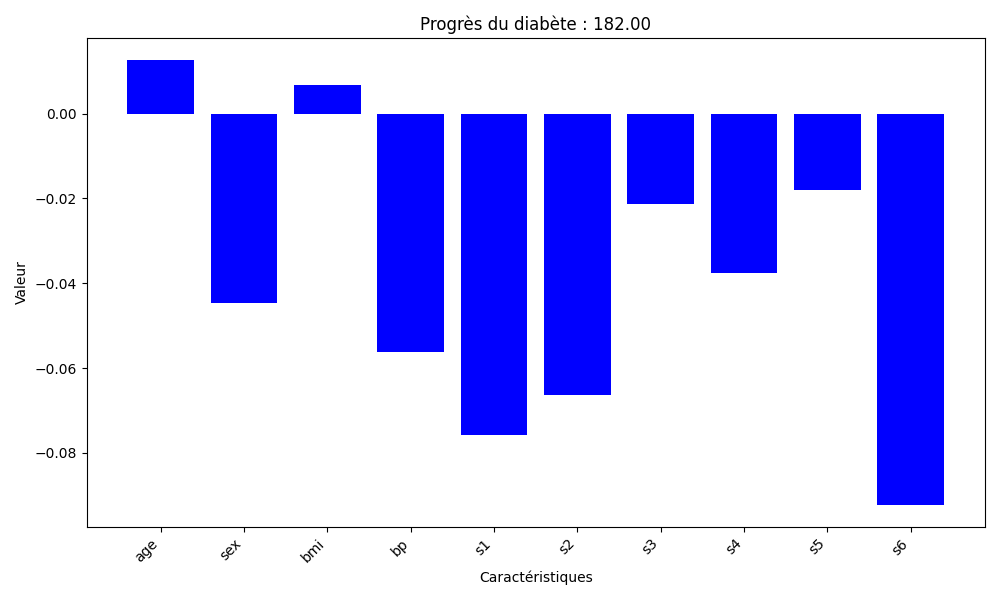 Progrès du diabète : 182.00
Valeur
0.00
−0.02
−0.04
−0.06
−0.08
age
sex
bmi
bp
s1
s2
s3
s4
s5
s6
Caractéristiques